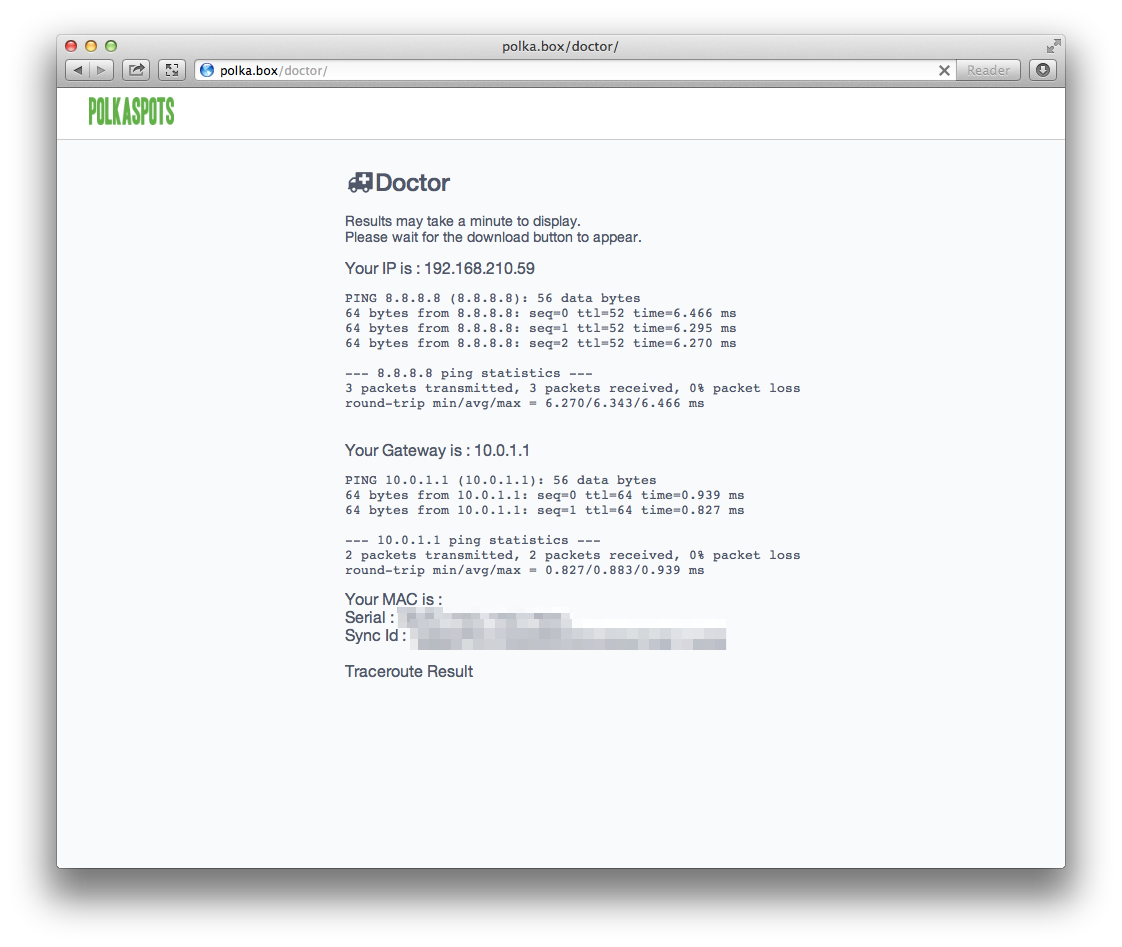 polka.box/doctor/
polka.box/doctor/
Reader
POLKASPOTS
Doctor
Results may take a minute to display.
Please wait for the download button to appear.
Your IP is : 192.168.210.59
PING 8.8.8.8 (8.8.8.8): 56 data bytes
64 bytes from 8.8.8.8: seq=0 ttl=52 time=6.466 ms
64 bytes from 8.8.8.8: seq=1 ttl=52 time=6.295 ms
64 bytes from 8.8.8.8: seq=2 ttl=52 time=6.270 ms
--- 8.8.8.8 ping statistics ---
3 packets transmitted, 3 packets received, 0% packet loss
round-trip min/avg/max = 6.270/6.343/6.466 ms
Your Gateway is : 10.0.1.1
PING 10.0.1.1 (10.0.1.1): 56 data bytes
64 bytes from 10.0.1.1: seq=0 ttl=64 time=0.939 ms
64 bytes from 10.0.1.1: seq=1 ttl=64 time=0.827 ms
--- 10.0.1.1 ping statistics ---
2 packets transmitted, 2 packets received, 0% packet loss
round-trip min/avg/max = 0.827/0.883/0.939 ms
Your MAC is :
Serial :
Sync Id :
Traceroute Result